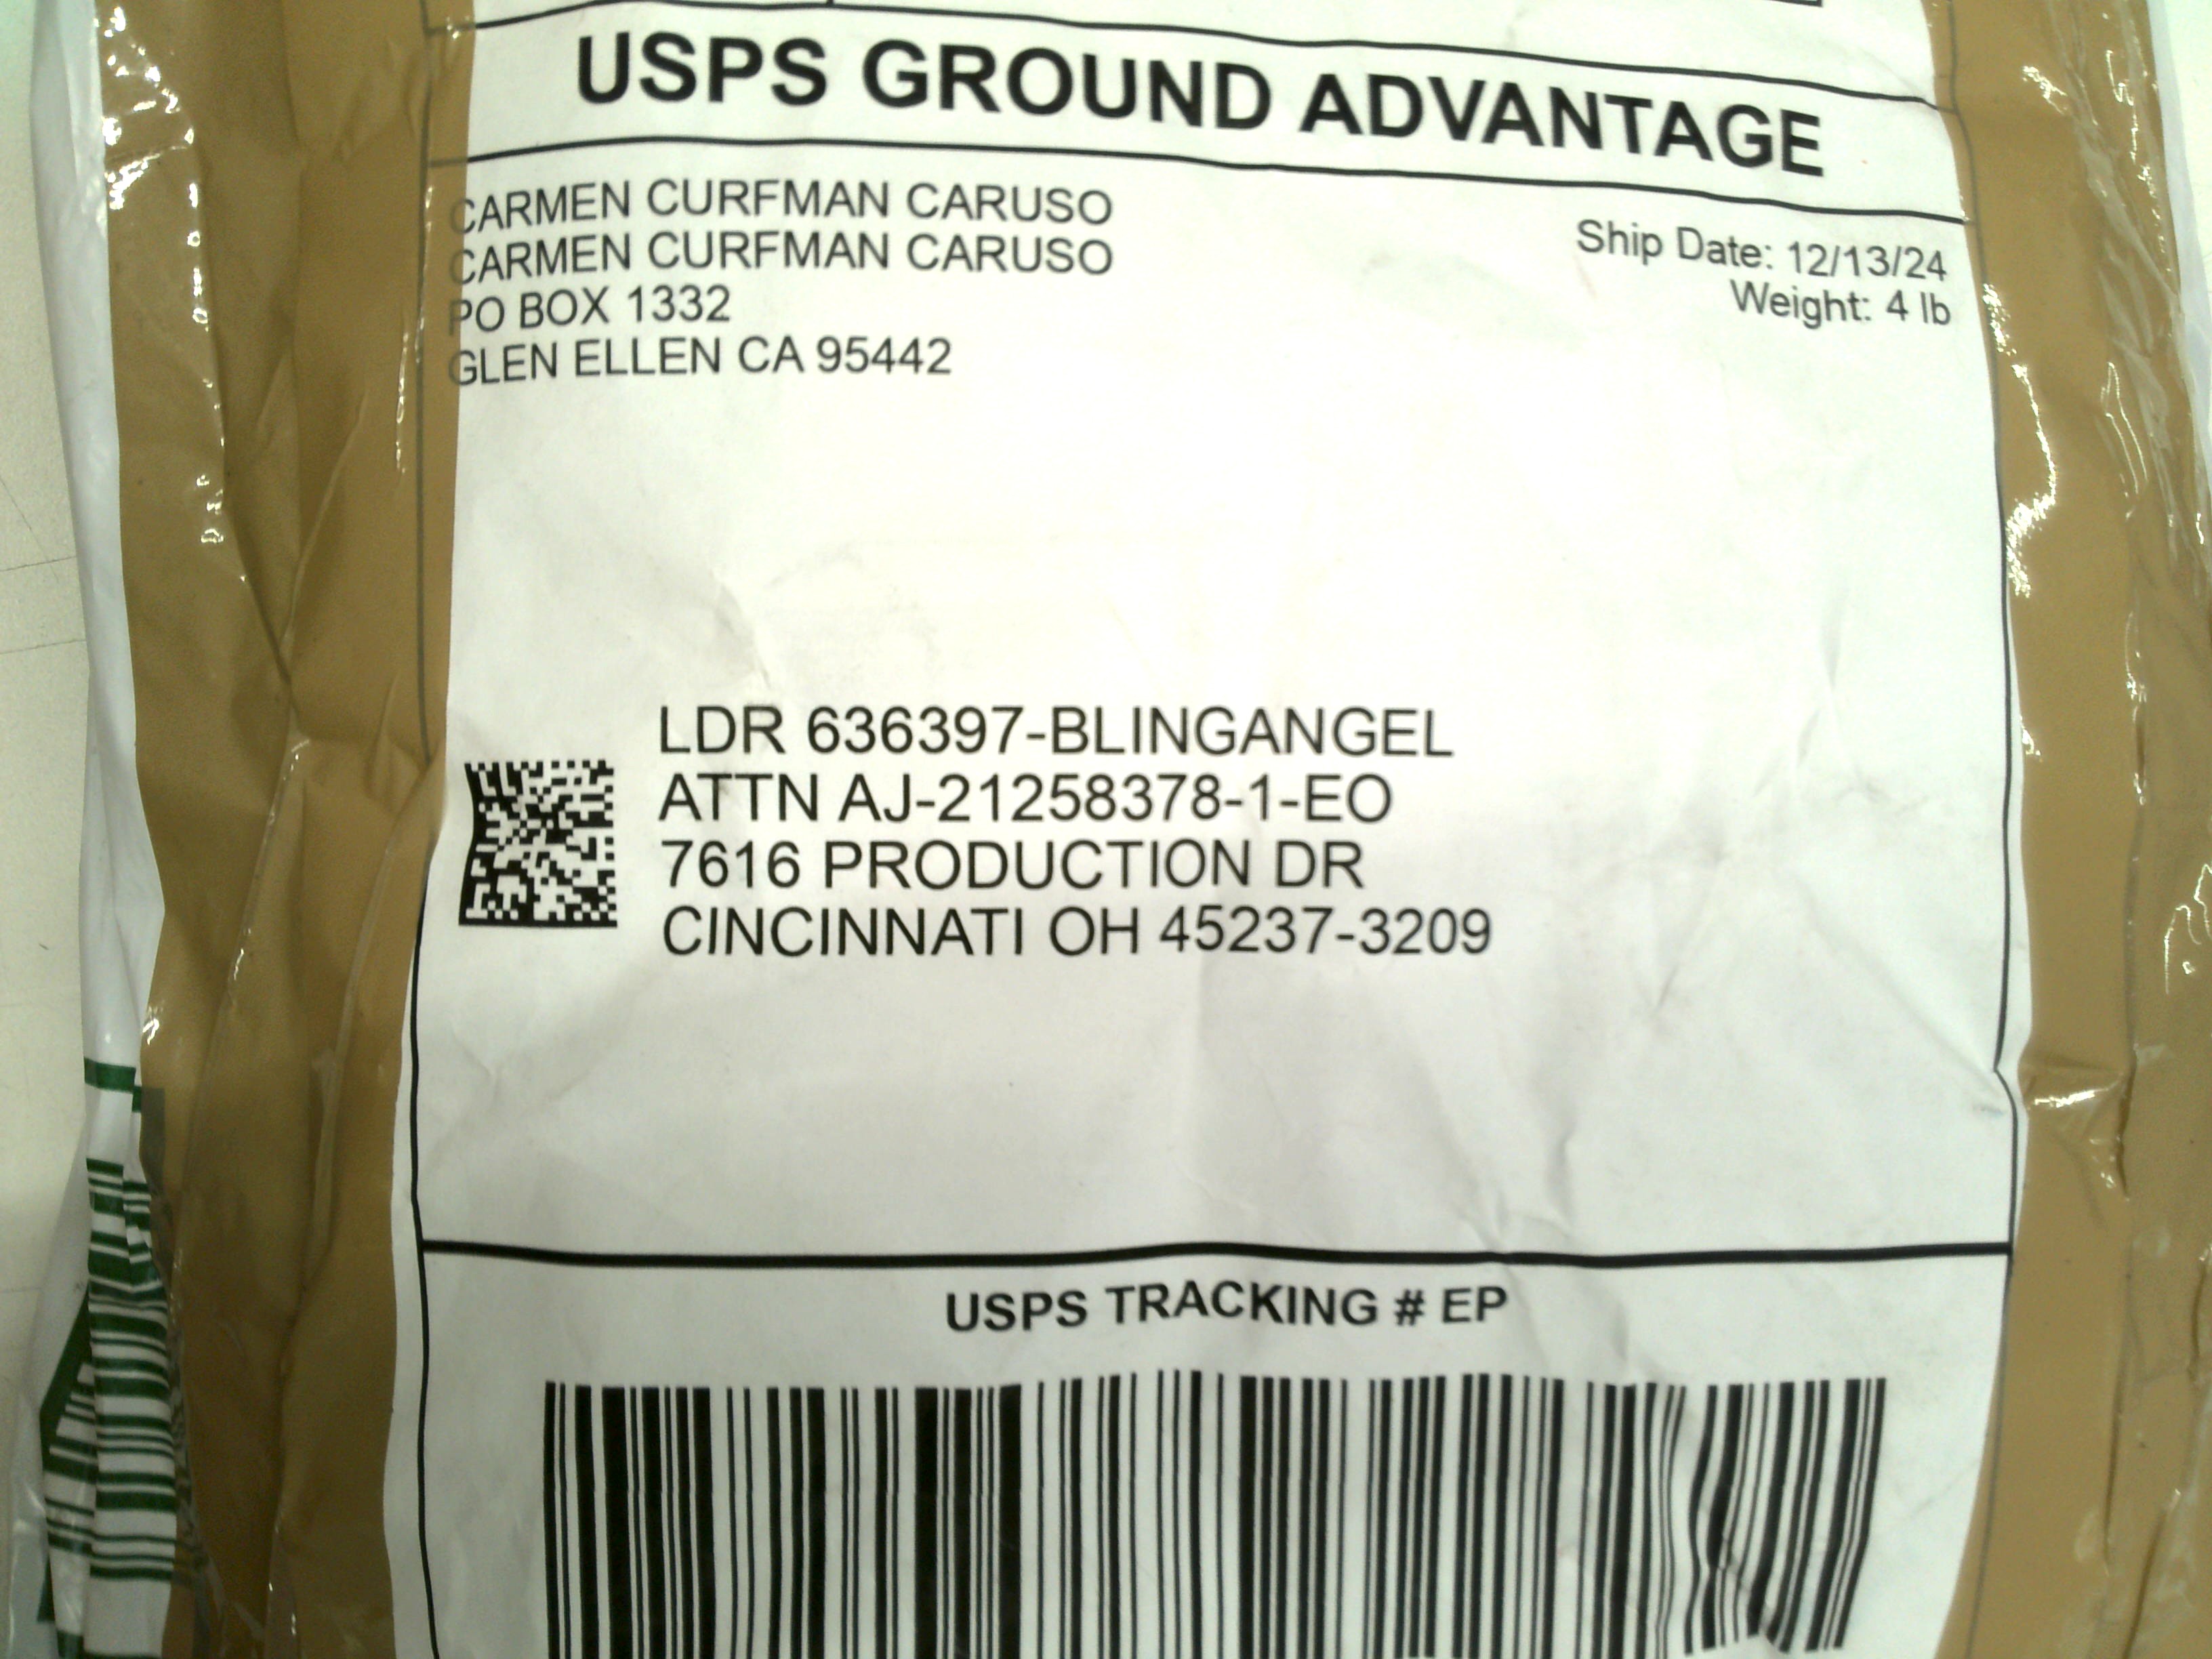 USPS GROUND ADVANTAGE
CARMEN CURFMAN CARUSO
CARMEN CURFMAN CARUSO
PO BOX 1332
GLEN ELLEN CA 95442
Ship Date: 12/13/24
Weight: 4 lb
LDR 636397-BLINGANGEL
ATTN AJ-21258378-1-EO
7616 PRODUCTION DR
CINCINNATI OH 45237-3209
USPS TRACKING # EP